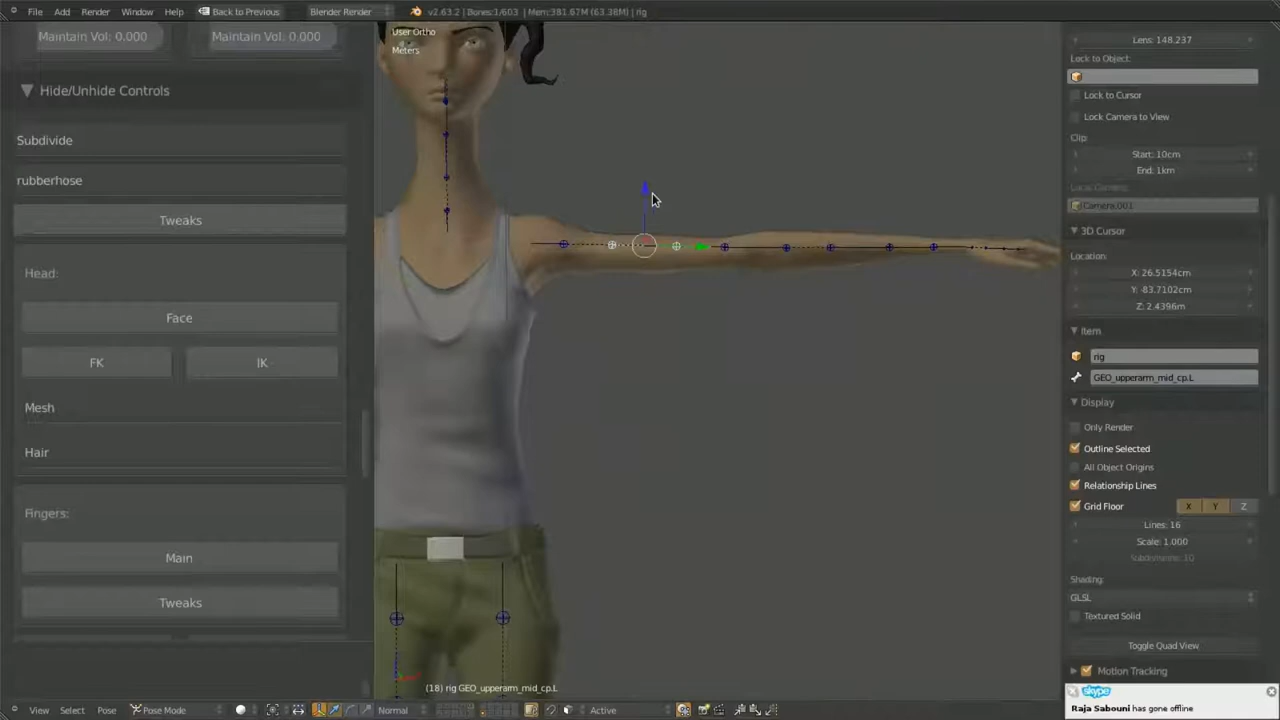 File Add Render Window Help Back to Previous Blender Render v2.63.2 | Bones:1/603 | Mem:381.67M (63.38M) | rig
Maintain Vol: 0.000 Maintain Vol: 0.000
Hide/Unhide Controls
Subdivide
rubberhose
Tweaks
Head:
Face
FK IK
Mesh
Hair
Fingers:
Main
Tweaks
User Ortho
Meters
(18) rig GEO_upperarm_mid_cp.L
Lens: 148.237
Lock to Object:
Lock to Cursor
Lock Camera to View
Clip:
Start: 10cm
End: 1km
Local Camera:
Camera.001
3D Cursor
Location:
X: 26.5154cm
Y: -83.7102cm
Z: 2.4396m
Item
rig
GEO_upperarm_mid_cp.L
Display
Only Render
Outline Selected
All Object Origins
Relationship Lines
Grid Floor X Y Z
Lines: 16
Scale: 1.000
Subdivisions: 10
Shading:
GLSL
Textured Solid
Toggle Quad View
Motion Tracking
skype
Raja Sabouni has gone offline
View Select Pose Pose Mode Normal Active